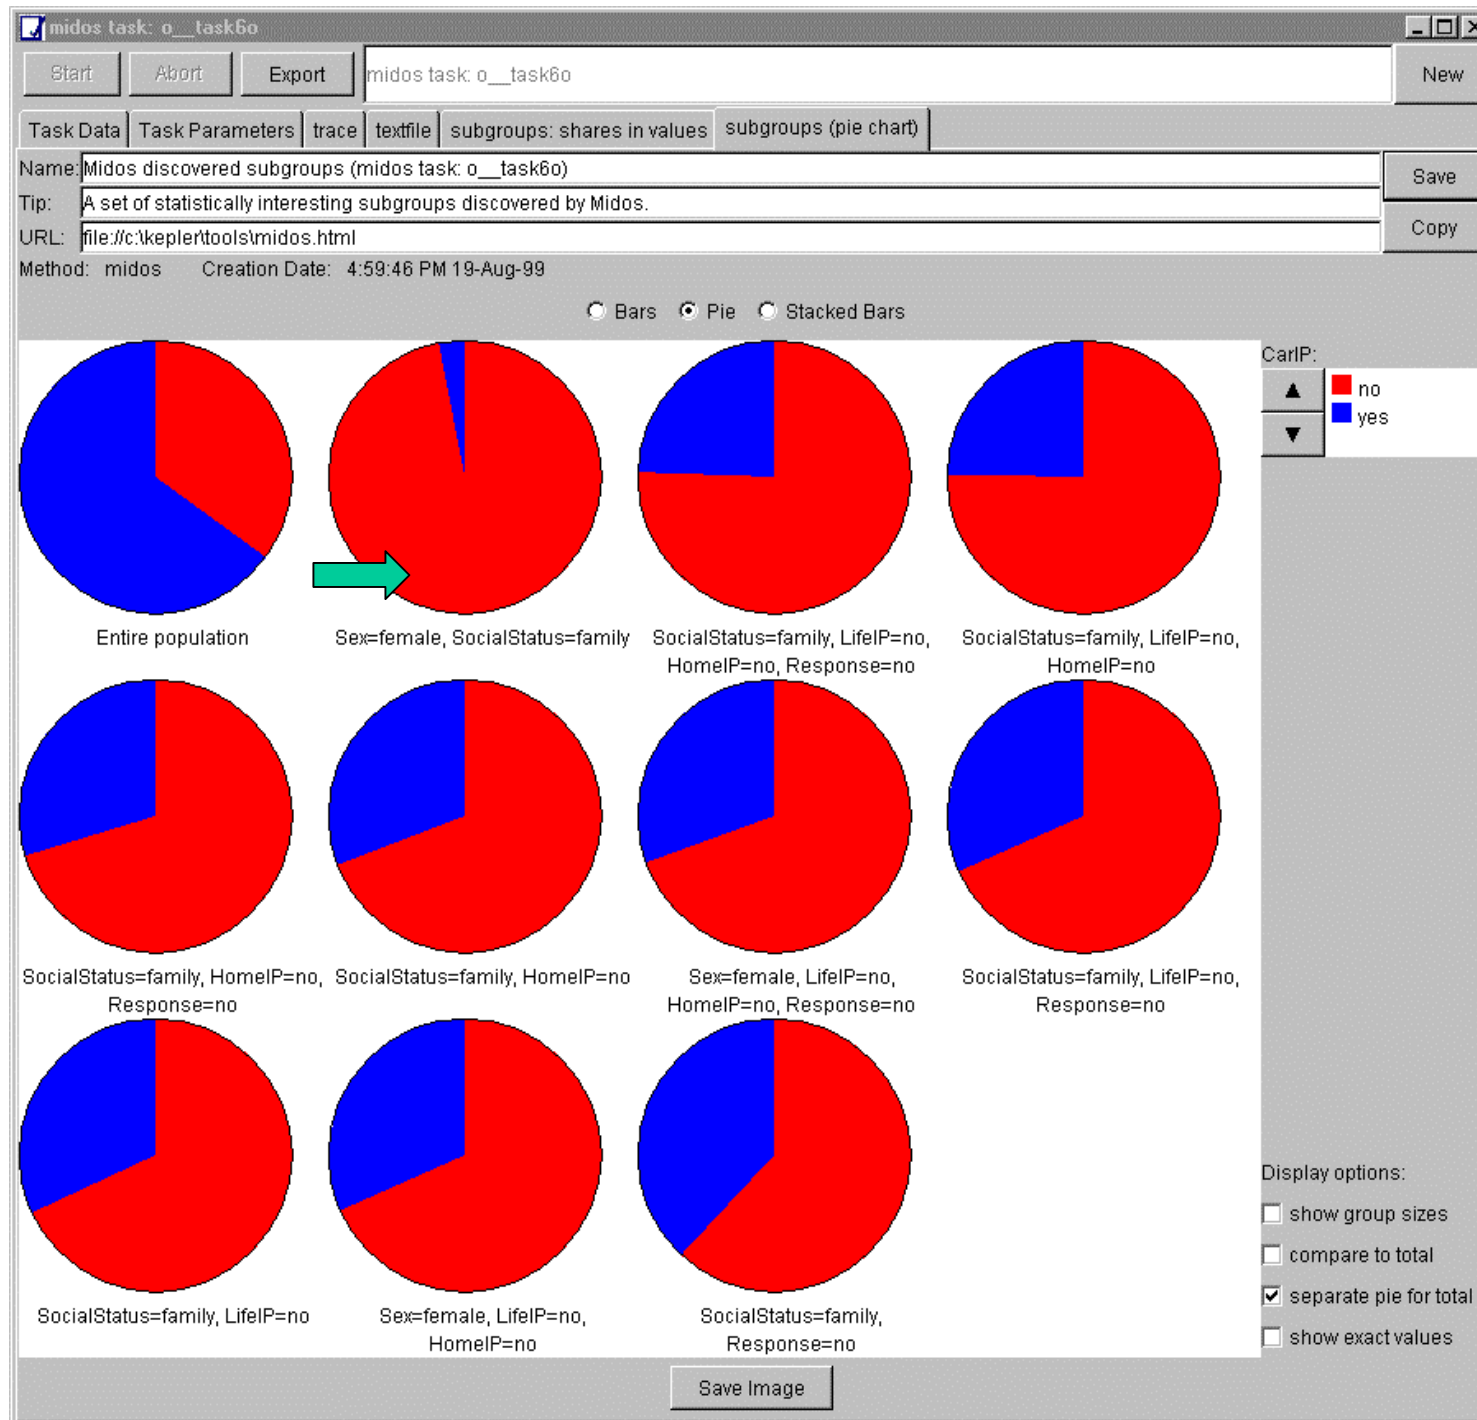 midos task: o__task6o
Start Abort Export midos task: o__task6o New
Task Data Task Parameters trace textfile subgroups: shares in values subgroups (pie chart)
Name: Midos discovered subgroups (midos task: o__task6o) Save
Tip: A set of statistically interesting subgroups discovered by Midos.
URL: file://c:\kepler\tools\midos.html Copy
Method: midos Creation Date: 4:59:46 PM 19-Aug-99
Bars Pie Stacked Bars
CarIP:
no
yes
Entire population
Sex=female, SocialStatus=family
SocialStatus=family, LifeIP=no,
HomeIP=no, Response=no
SocialStatus=family, LifeIP=no,
HomeIP=no
SocialStatus=family, HomeIP=no,
Response=no
SocialStatus=family, HomeIP=no
Sex=female, LifeIP=no,
HomeIP=no, Response=no
SocialStatus=family, LifeIP=no,
Response=no
SocialStatus=family, LifeIP=no
Sex=female, LifeIP=no,
HomeIP=no
SocialStatus=family,
Response=no
Display options:
show group sizes
compare to total
separate pie for total
show exact values
Save Image